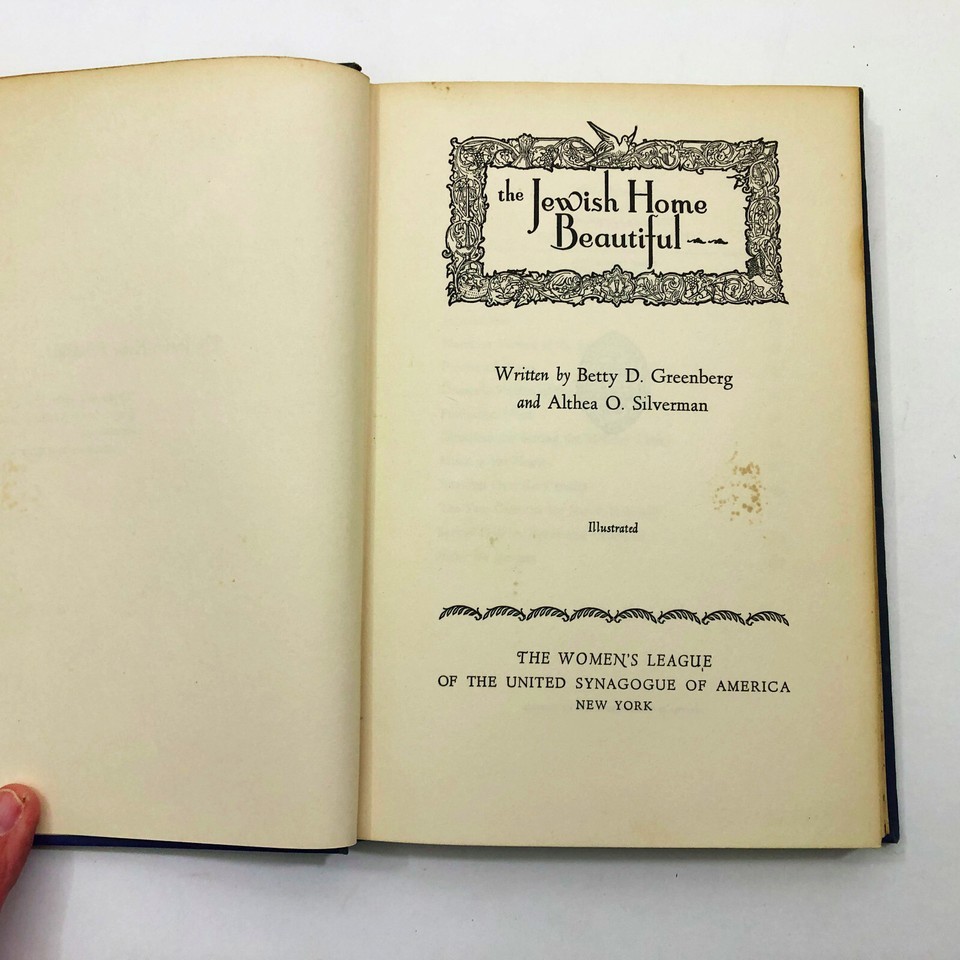 the Jewish Home
Beautiful
Written by Betty D. Greenberg
and Althea O. Silverman
Illustrated
THE WOMEN'S LEAGUE
OF THE UNITED SYNAGOGUE OF AMERICA
NEW YORK